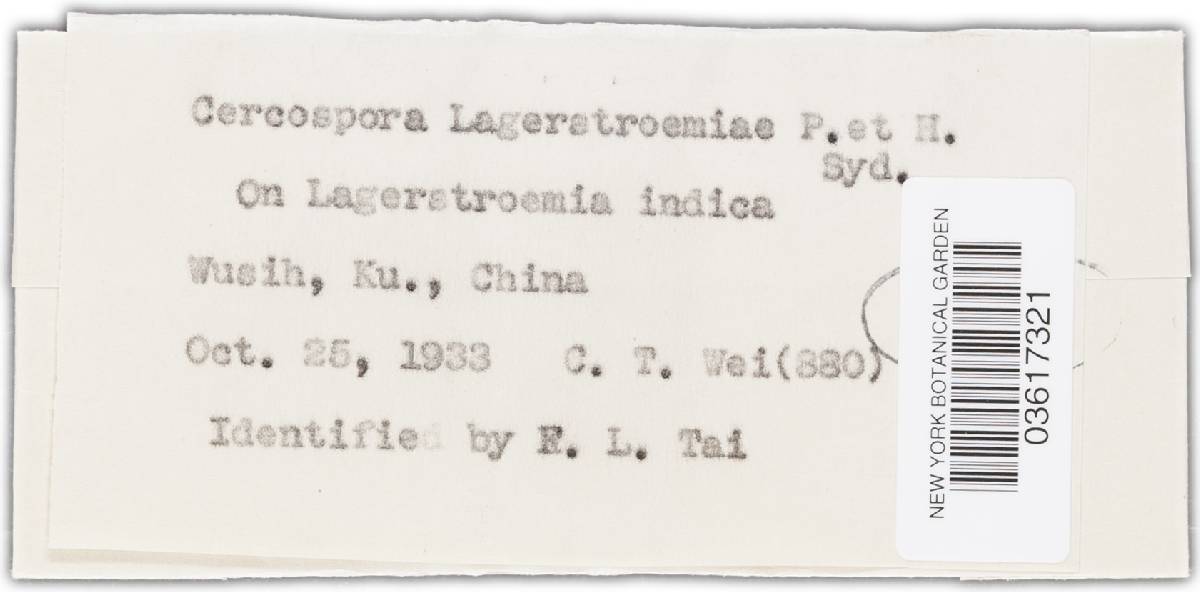 Cercospora Lagerstroemiae P. et H.
Syd.
On Lagerstroemia indica
Wusih, Ku., China
Oct. 25, 1933 C. T. Wei(880)
Identified by F. L. Tai
NEW YORK BOTANICAL GARDEN
03617321